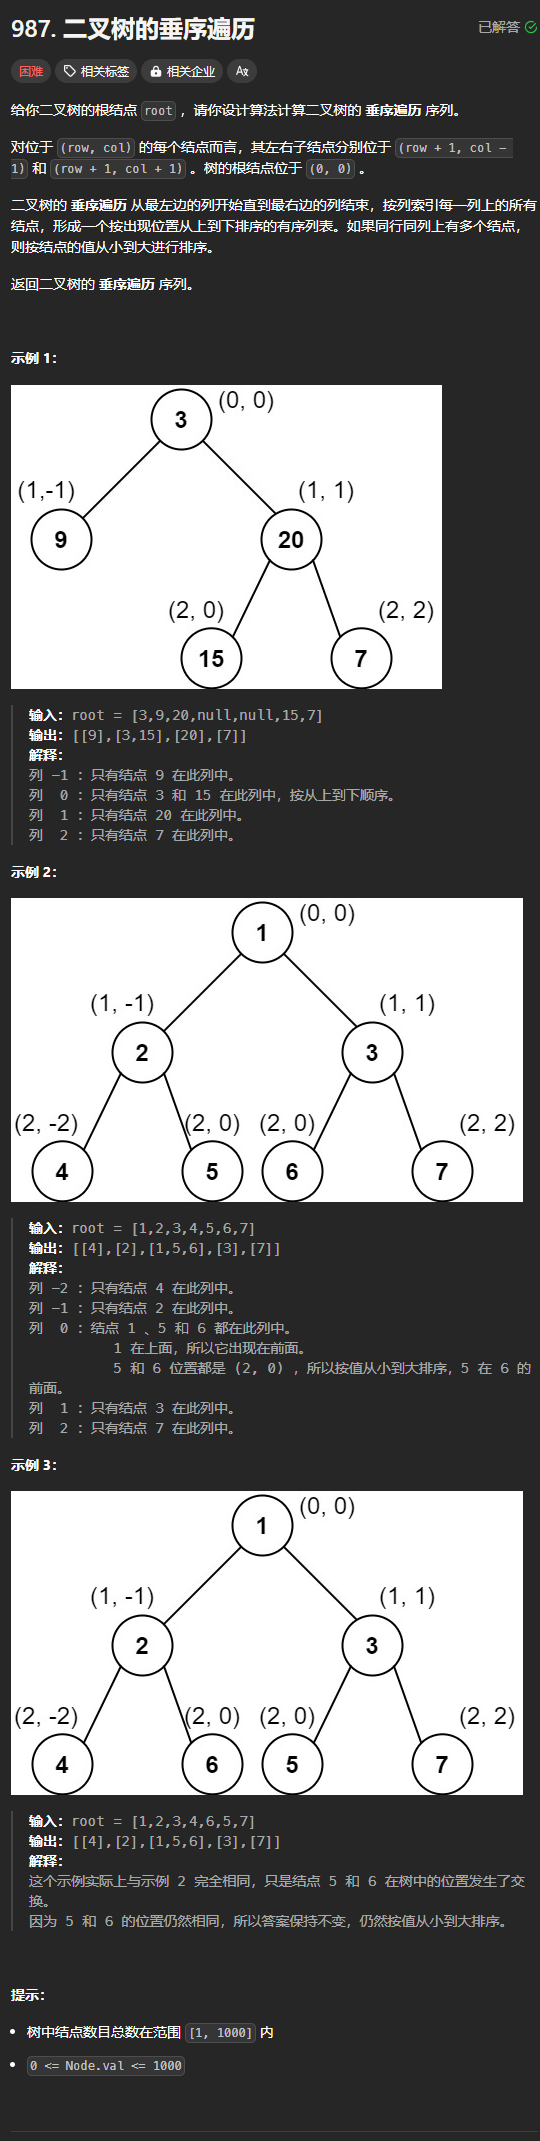 987. 二叉树的垂序遍历
已解答
困难 相关标签 相关企业
给你二叉树的根结点 root ，请你设计算法计算二叉树的 垂序遍历 序列。
对位于 (row, col) 的每个结点而言，其左右子结点分别位于 (row + 1, col -
1) 和 (row + 1, col + 1) 。树的根结点位于 (0, 0) 。
二叉树的 垂序遍历 从最左边的列开始直到最右边的列结束，按列索引每一列上的所有
结点，形成一个按出现位置从上到下排序的有序列表。如果同行同列上有多个结点，
则按结点的值从小到大进行排序。
返回二叉树的 垂序遍历 序列。
示例 1：
3 (0, 0)
(1,-1) (1, 1)
9 20
(2, 0) (2, 2)
15 7
输入：root = [3,9,20,null,null,15,7]
输出：[[9],[3,15],[20],[7]]
解释：
列 -1 ：只有结点 9 在此列中。
列 0 ：只有结点 3 和 15 在此列中，按从上到下顺序。
列 1 ：只有结点 20 在此列中。
列 2 ：只有结点 7 在此列中。
示例 2：
1 (0, 0)
(1, -1) (1, 1)
2 3
(2, -2) (2, 0) (2, 0) (2, 2)
4 5 6 7
输入：root = [1,2,3,4,5,6,7]
输出：[[4],[2],[1,5,6],[3],[7]]
解释：
列 -2 ：只有结点 4 在此列中。
列 -1 ：只有结点 2 在此列中。
列 0 ：结点 1 、5 和 6 都在此列中。
1 在上面，所以它出现在前面。
5 和 6 位置都是 (2, 0) ，所以按值从小到大排序，5 在 6 的
前面。
列 1 ：只有结点 3 在此列中。
列 2 ：只有结点 7 在此列中。
示例 3：
1 (0, 0)
(1, -1) (1, 1)
2 3
(2, -2) (2, 0) (2, 0) (2, 2)
4 6 5 7
输入：root = [1,2,3,4,6,5,7]
输出：[[4],[2],[1,5,6],[3],[7]]
解释：
这个示例实际上与示例 2 完全相同，只是结点 5 和 6 在树中的位置发生了交
换。
因为 5 和 6 的位置仍然相同，所以答案保持不变，仍然按值从小到大排序。
提示：
树中结点数目总数在范围 [1, 1000] 内
0 <= Node.val <= 1000